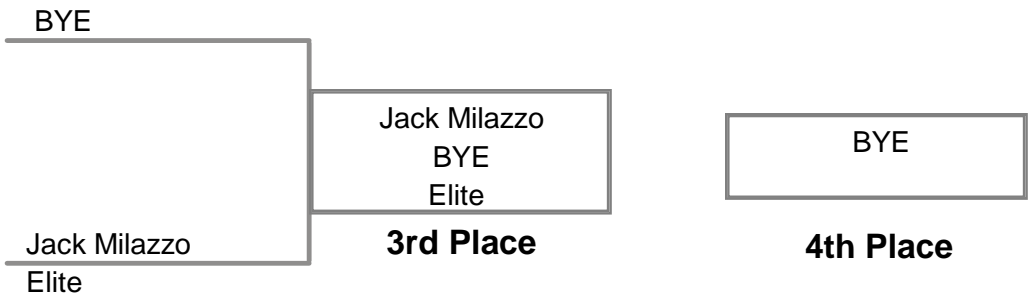 BYE
Jack Milazzo
Elite
Jack Milazzo
BYE
Elite
3rd Place
BYE
4th Place